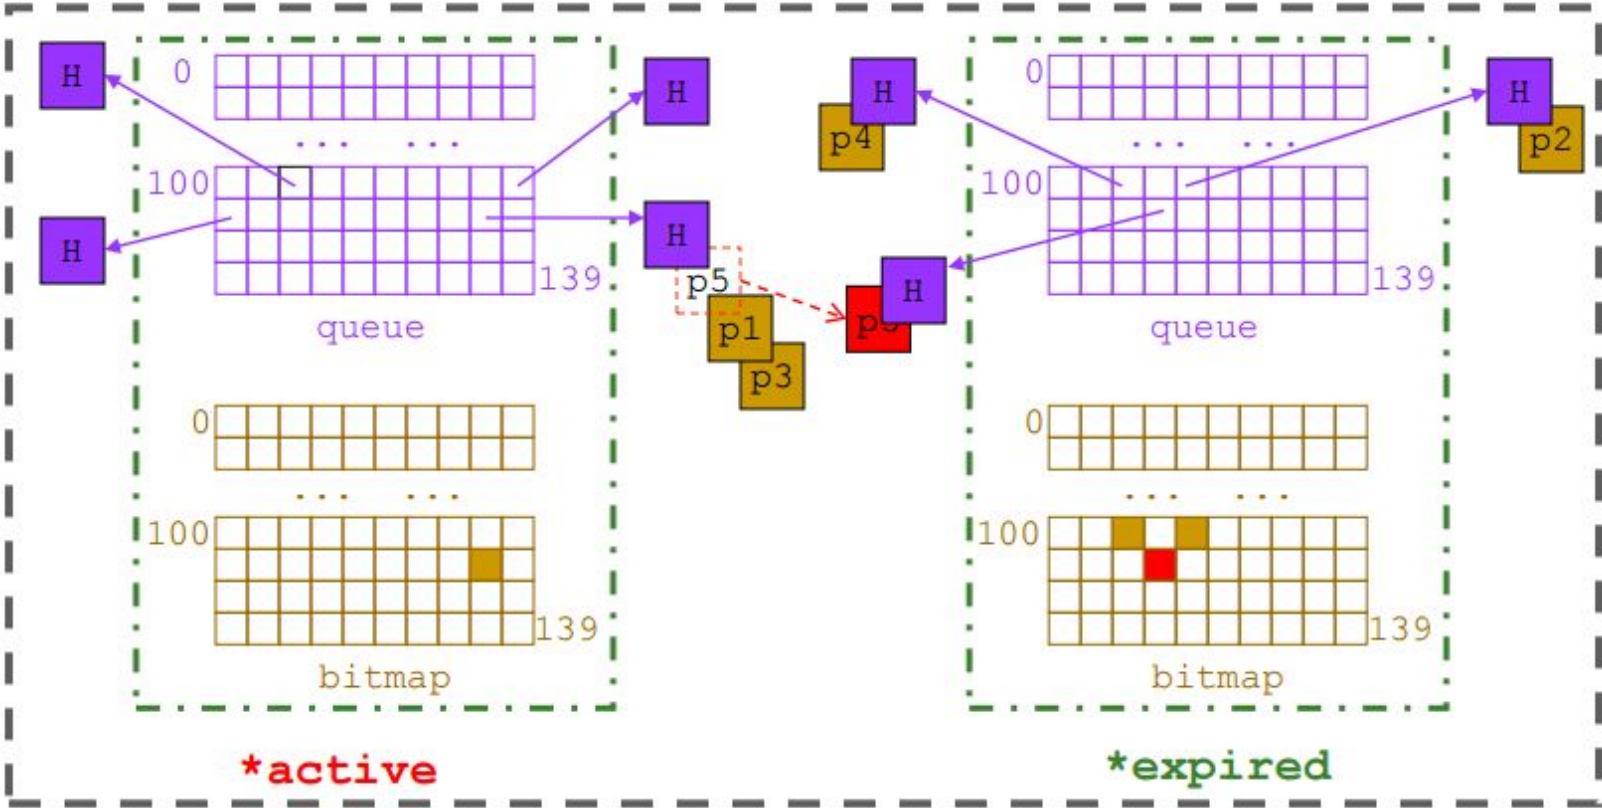 H
0
H
... ...
100
H
H
139
p5
p1
p3
queue
0
... ...
100
139
bitmap
*active
H
p4
0
H
p2
... ...
100
H
139
queue
0
... ...
100
139
bitmap
*expired